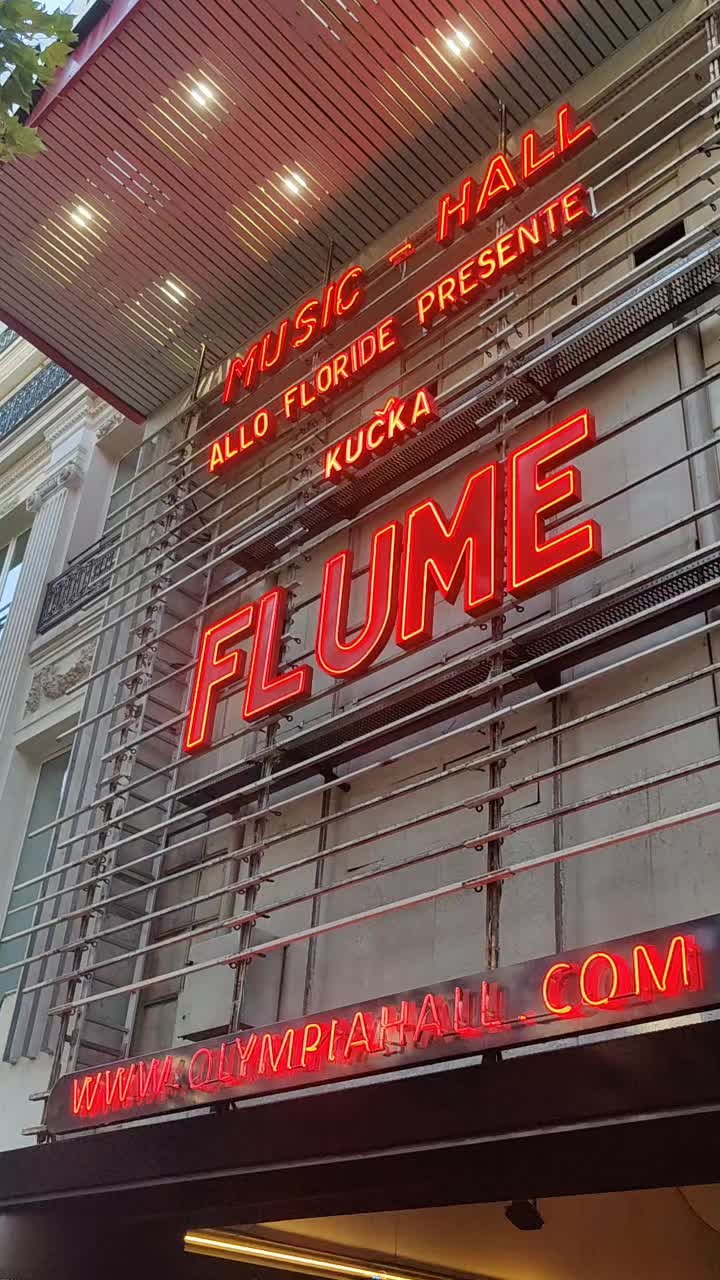 MUSIC - HALL
ALLO FLORIDE PRESENTE
KUČKA
FLUME
WWW.OLYMPIAHALL.COM